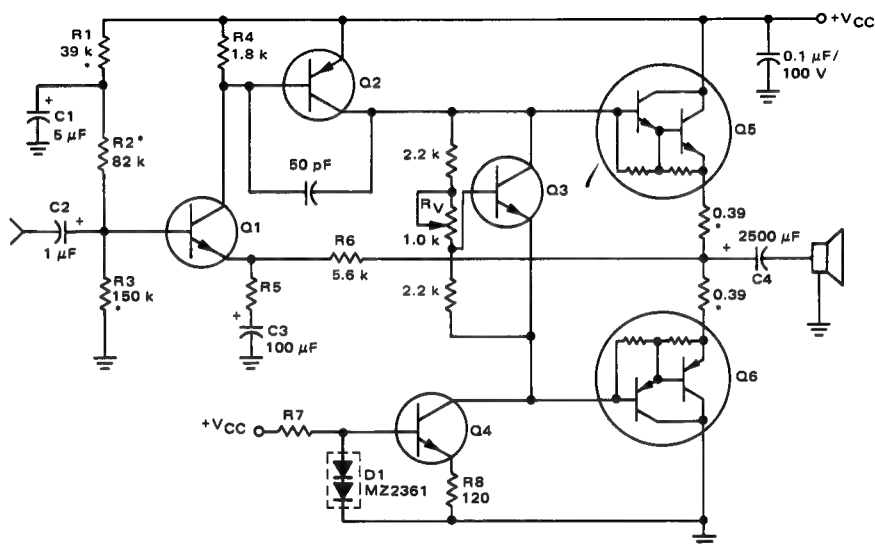 R1
39 k
*
R4
1.8 k
Q2
+VCC
0.1 μF/
100 V
+
C1
5 μF
R2*
82 k
50 pF
2.2 k
Q3
Q5
RV
1.0 k
C2
+
1 μF
Q1
R6
5.6 k
0.39
*
+
2500 μF
C4
R3
150 k
*
R5
+
C3
100 μF
2.2 k
0.39
*
Q6
+VCC
R7
Q4
D1
MZ2361
R8
120